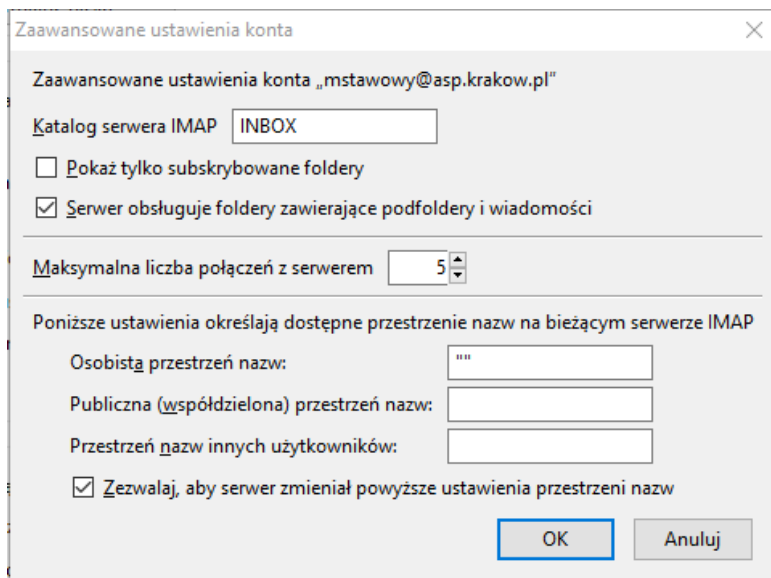 Zaawansowane ustawienia konta
Zaawansowane ustawienia konta „mstawowy@asp.krakow.pl”
Katalog serwera IMAP INBOX
Pokaż tylko subskrybowane foldery
Serwer obsługuje foldery zawierające podfoldery i wiadomości
Maksymalna liczba połączeń z serwerem 5
Poniższe ustawienia określają dostępne przestrzenie nazw na bieżącym serwerze IMAP
Osobista przestrzeń nazw: ""
Publiczna (współdzielona) przestrzeń nazw:
Przestrzeń nazw innych użytkowników:
Zezwalaj, aby serwer zmieniał powyższe ustawienia przestrzeni nazw
OK Anuluj